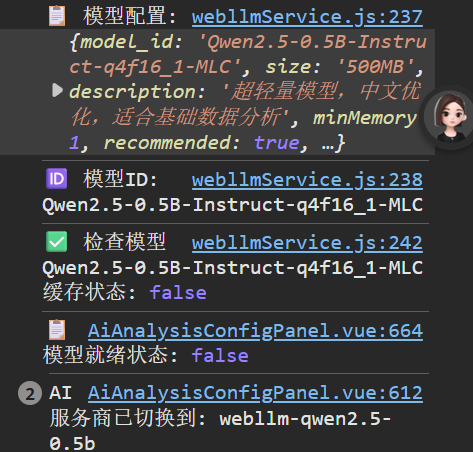 📋 模型配置: webllmService.js:237
{model_id: 'Qwen2.5-0.5B-Instru
ct-q4f16_1-MLC', size: '500MB',
description: '超轻量模型，中文优
化，适合基础数据分析', minMemory
1, recommended: true, …}
🆔 模型ID: webllmService.js:238
Qwen2.5-0.5B-Instruct-q4f16_1-MLC
✅ 检查模型 webllmService.js:242
Qwen2.5-0.5B-Instruct-q4f16_1-MLC
缓存状态: false
📋 AiAnalysisConfigPanel.vue:664
模型就绪状态: false
2 AI AiAnalysisConfigPanel.vue:612
服务商已切换到: webllm-qwen2.5-
0.5b